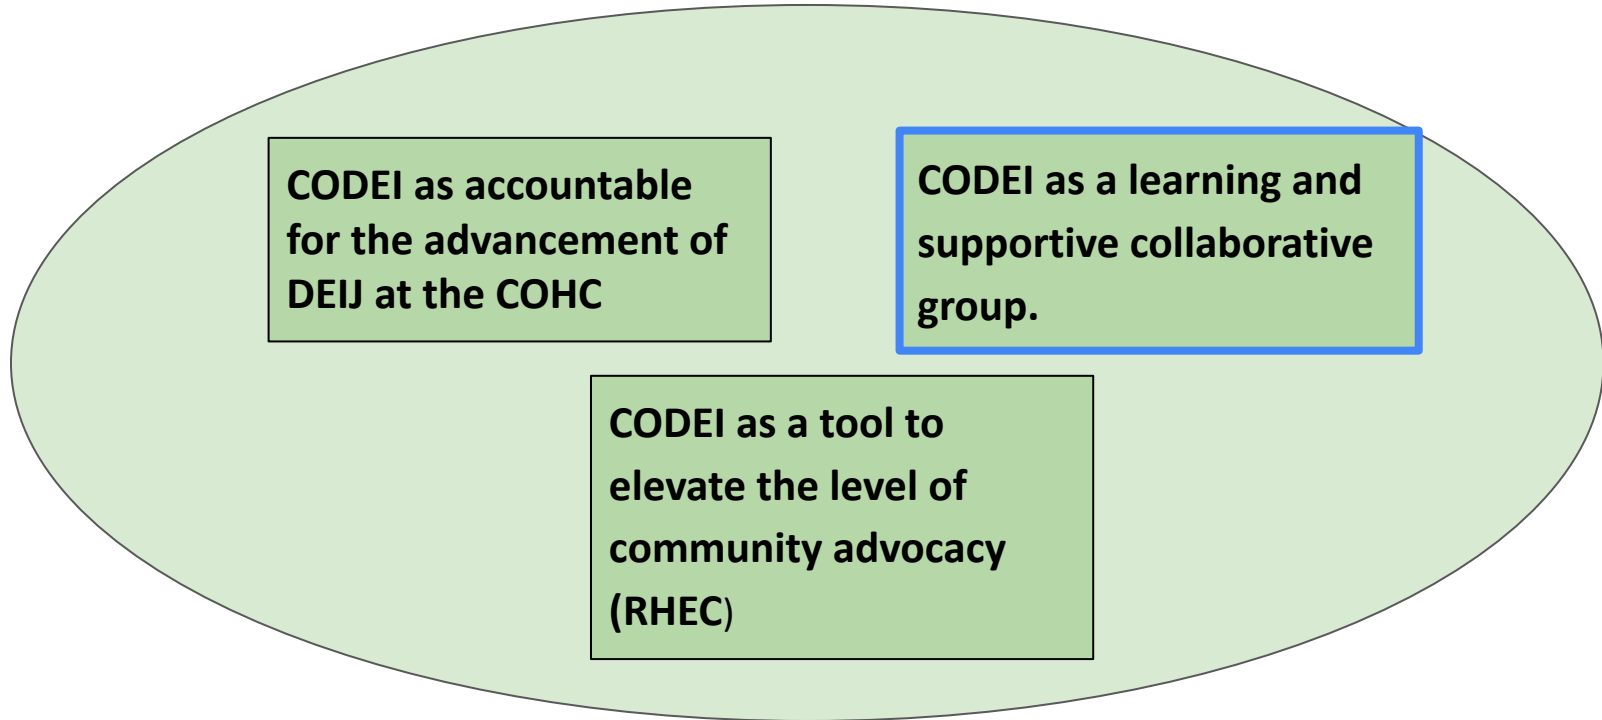 CODEI as accountable
for the advancement of
DEIJ at the COHC
CODEI as a learning and
supportive collaborative
group.
CODEI as a tool to
elevate the level of
community advocacy
(RHEC)